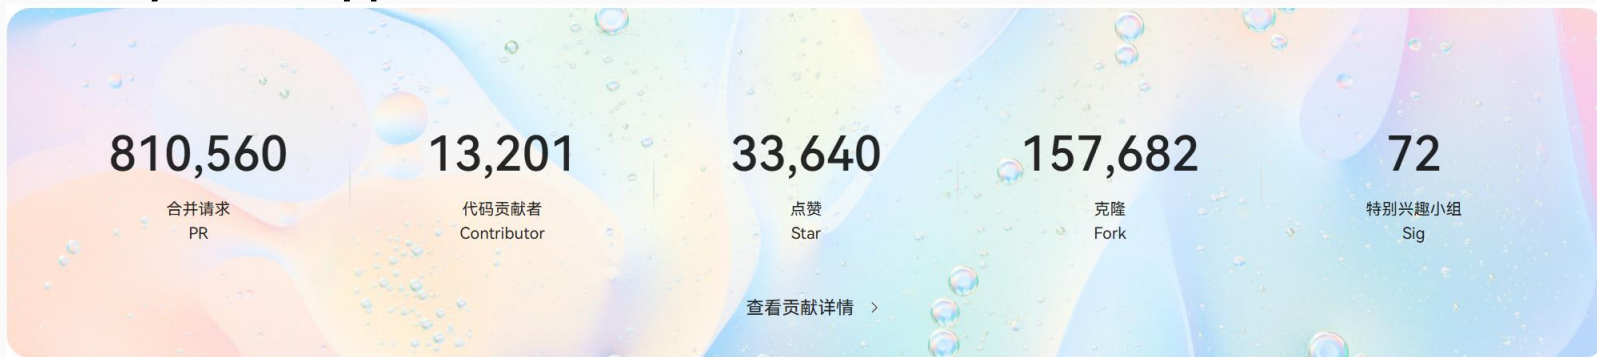 810,560
合并请求
PR
13,201
代码贡献者
Contributor
33,640
点赞
Star
157,682
克隆
Fork
72
特别兴趣小组
Sig
查看贡献详情 >